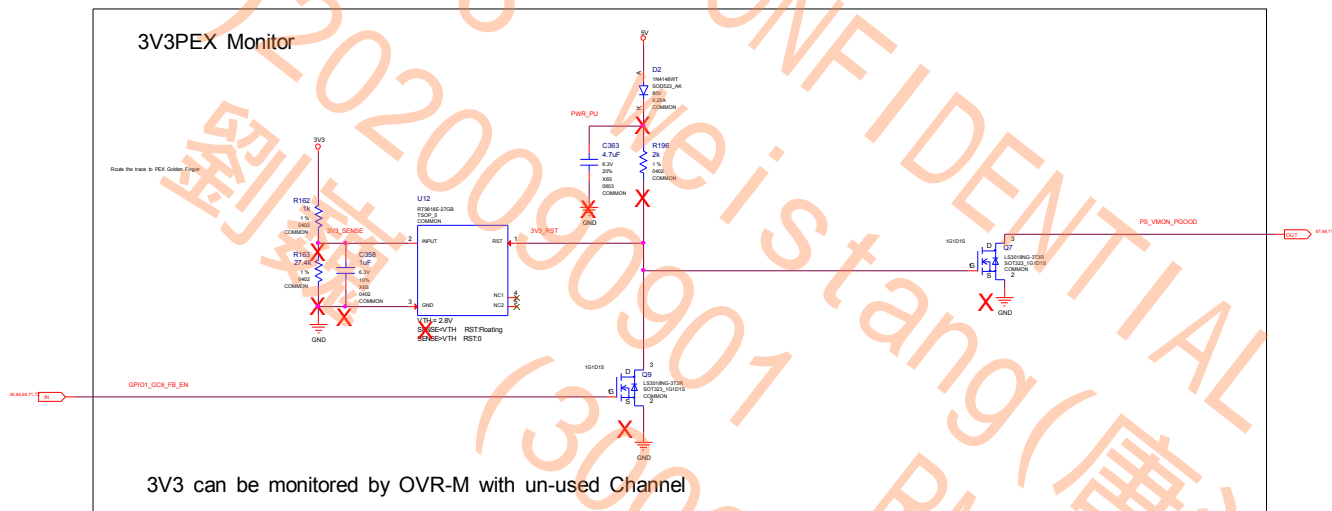 3V3PEX Monitor
5V
D2
1N4148WT
SOD523_AK
80V
0.25A
COMMON
A
K
PWR_PU
C363
4.7uF
6.3V
20%
X6S
0603
COMMON
GND
R196
2k
1 %
0402
COMMON
3V3
Route the trace to PEX Golden Finger
R162
1k
1 %
0402
COMMON
3V3_SENSE
R163
27.4k
1 %
0402
COMMON
C358
1uF
6.3V
10%
X6S
0402
COMMON
GND
U12
RT9818E-27GB
TSOP_5
COMMON
2
INPUT
RST
1
3V3_RST
3
GND
NC1
4
NC2
5
VTH = 2.8V
SENSE<VTH RST:Floating
SENSE>VTH RST:0
PS_VMON_PGOOD
OUT
1G1D1S
D
3
Q7
G
LS3018NG-3T3R
SOT323_1G1D1S
COMMON
S
2
GND
GPIO1_GC6_FB_EN
IN
1G1D1S
D
3
Q9
G
LS3018NG-3T3R
SOT323_1G1D1S
COMMON
S
2
GND
3V3 can be monitored by OVR-M with un-used Channel
CONFIDENTIAL
weistang(唐
2020090901
(300